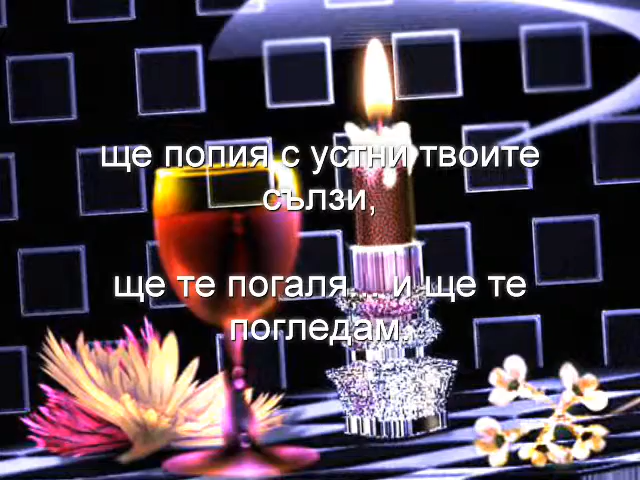 ще попия с устни твоите
сълзи,
ще те погаля... и ще те
погледам.